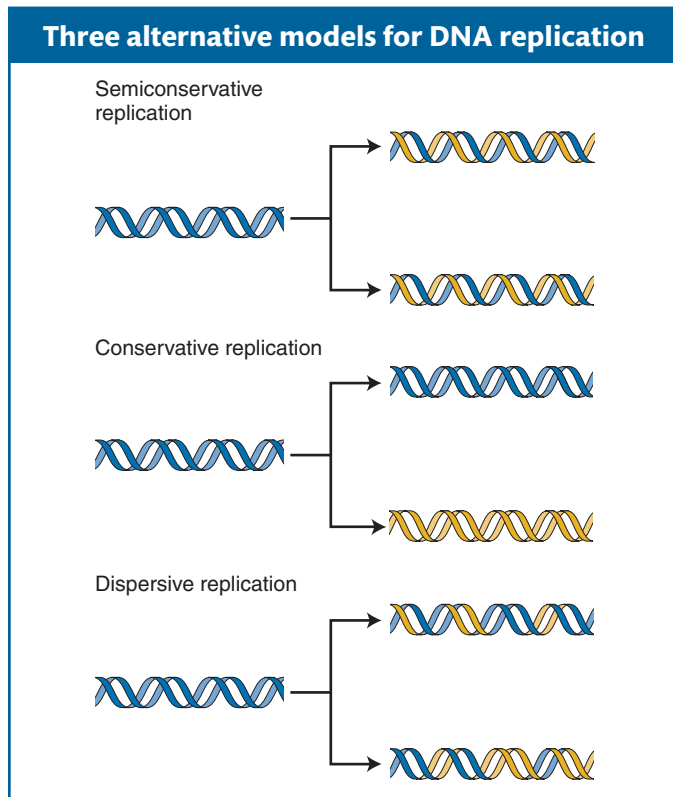 Three alternative models for DNA replication
Semiconservative
replication
Conservative replication
Dispersive replication